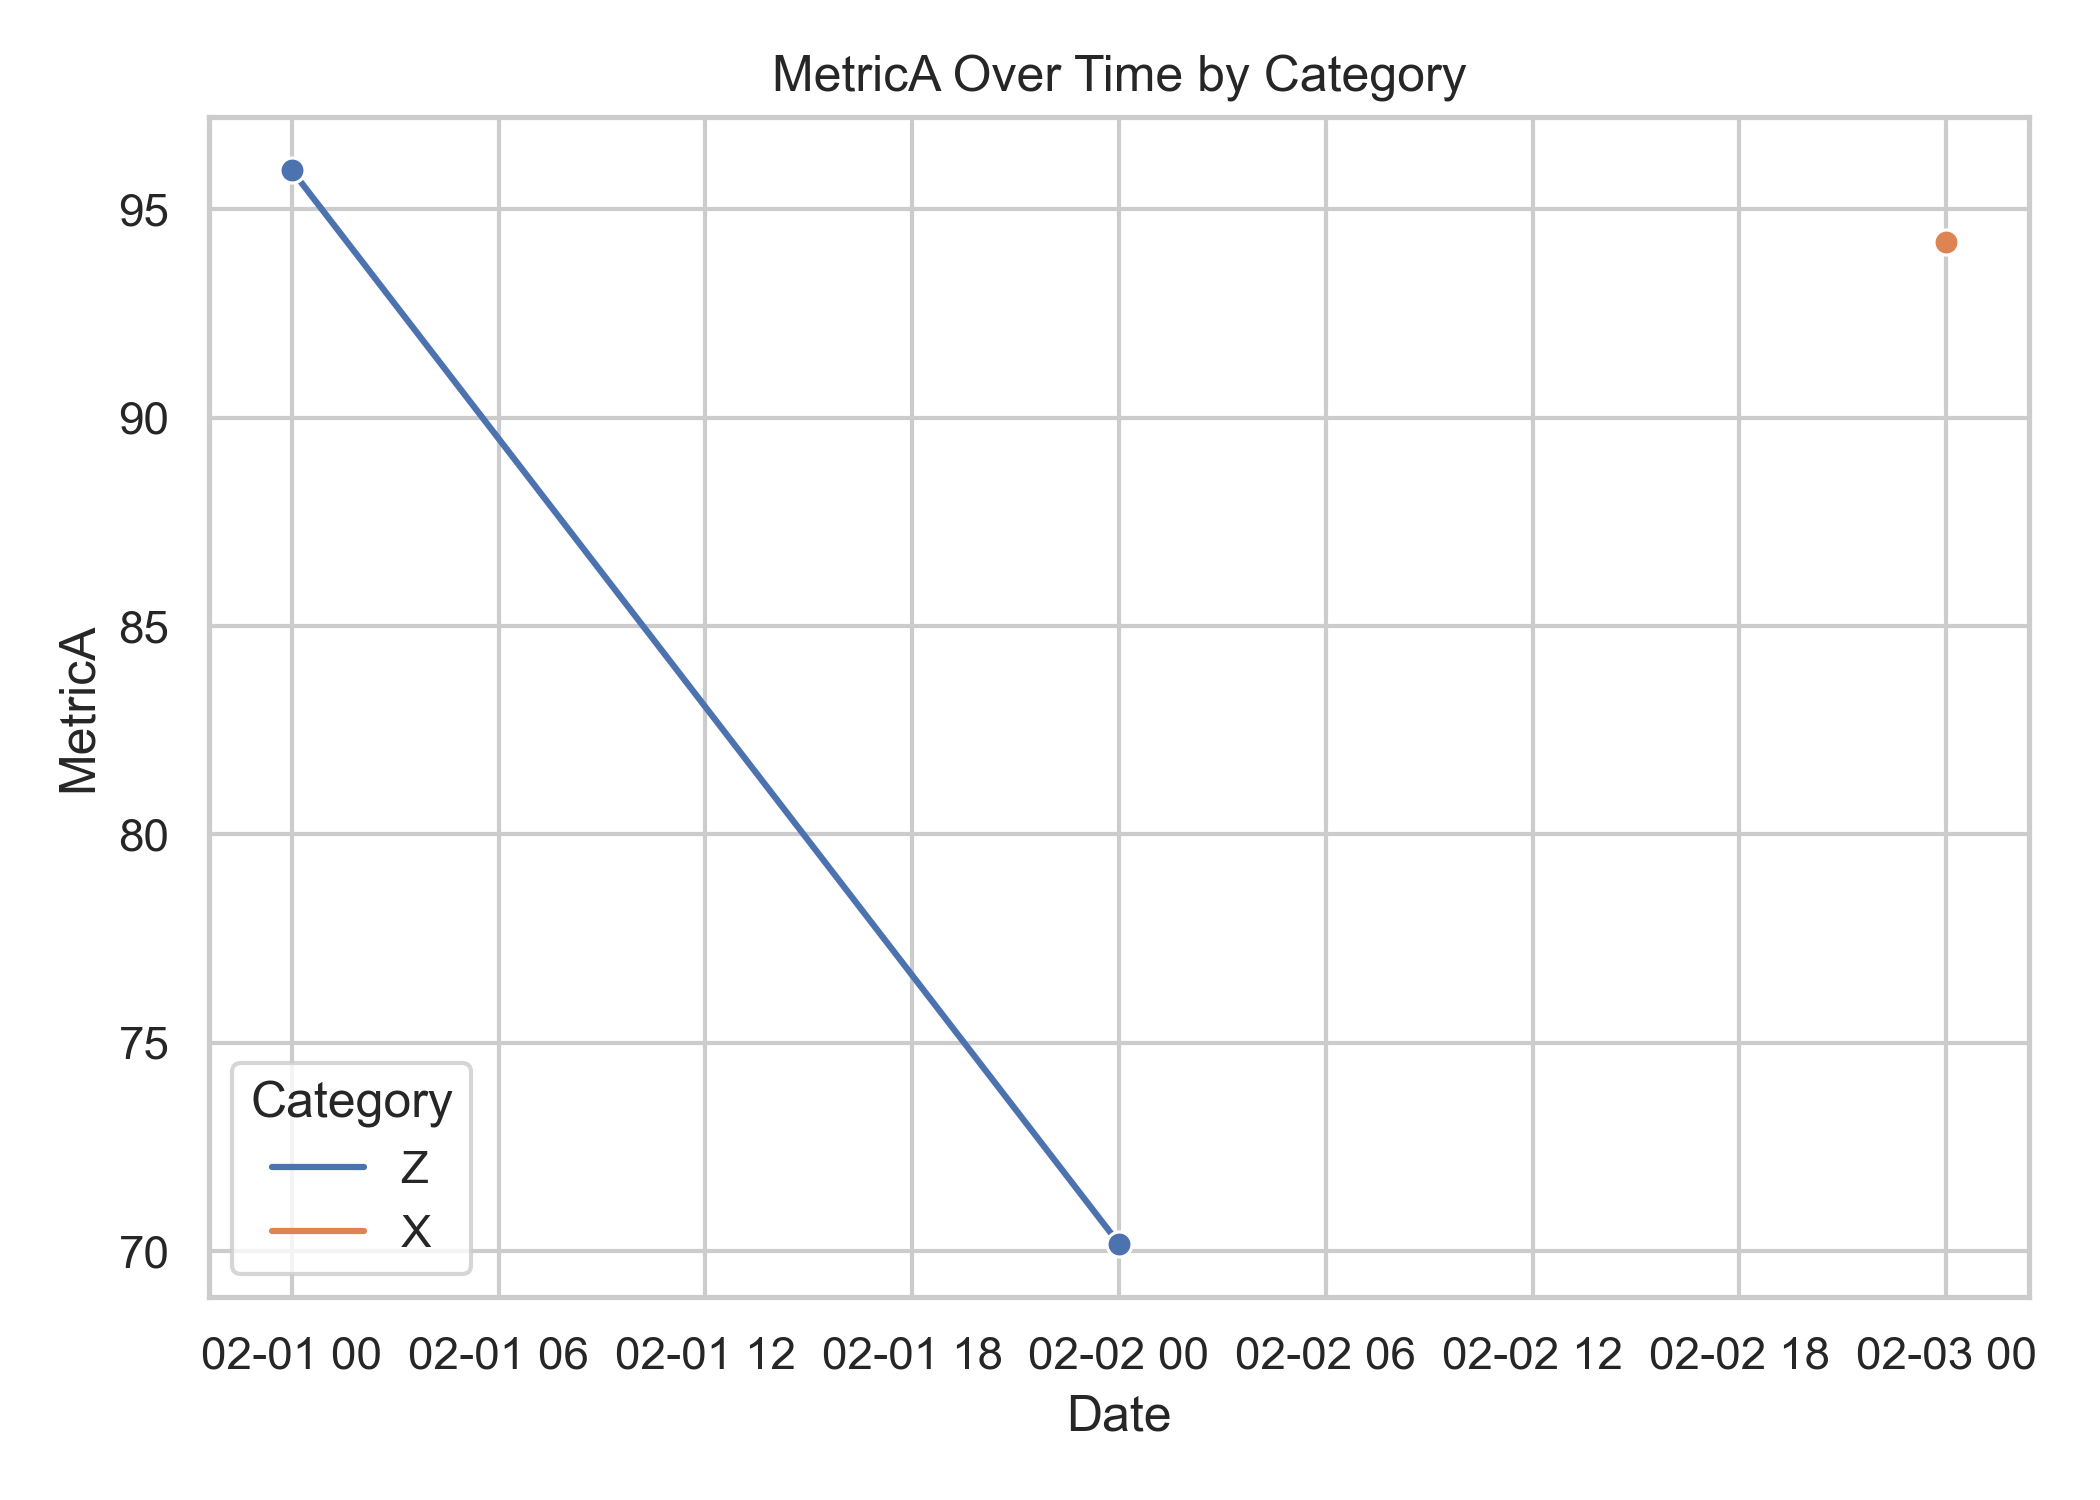 MetricA Over Time by Category
MetricA
95
90
85
80
75
70
Category
Z
X
02-01 00 02-01 06 02-01 12 02-01 18 02-02 00 02-02 06 02-02 12 02-02 18 02-03 00
Date